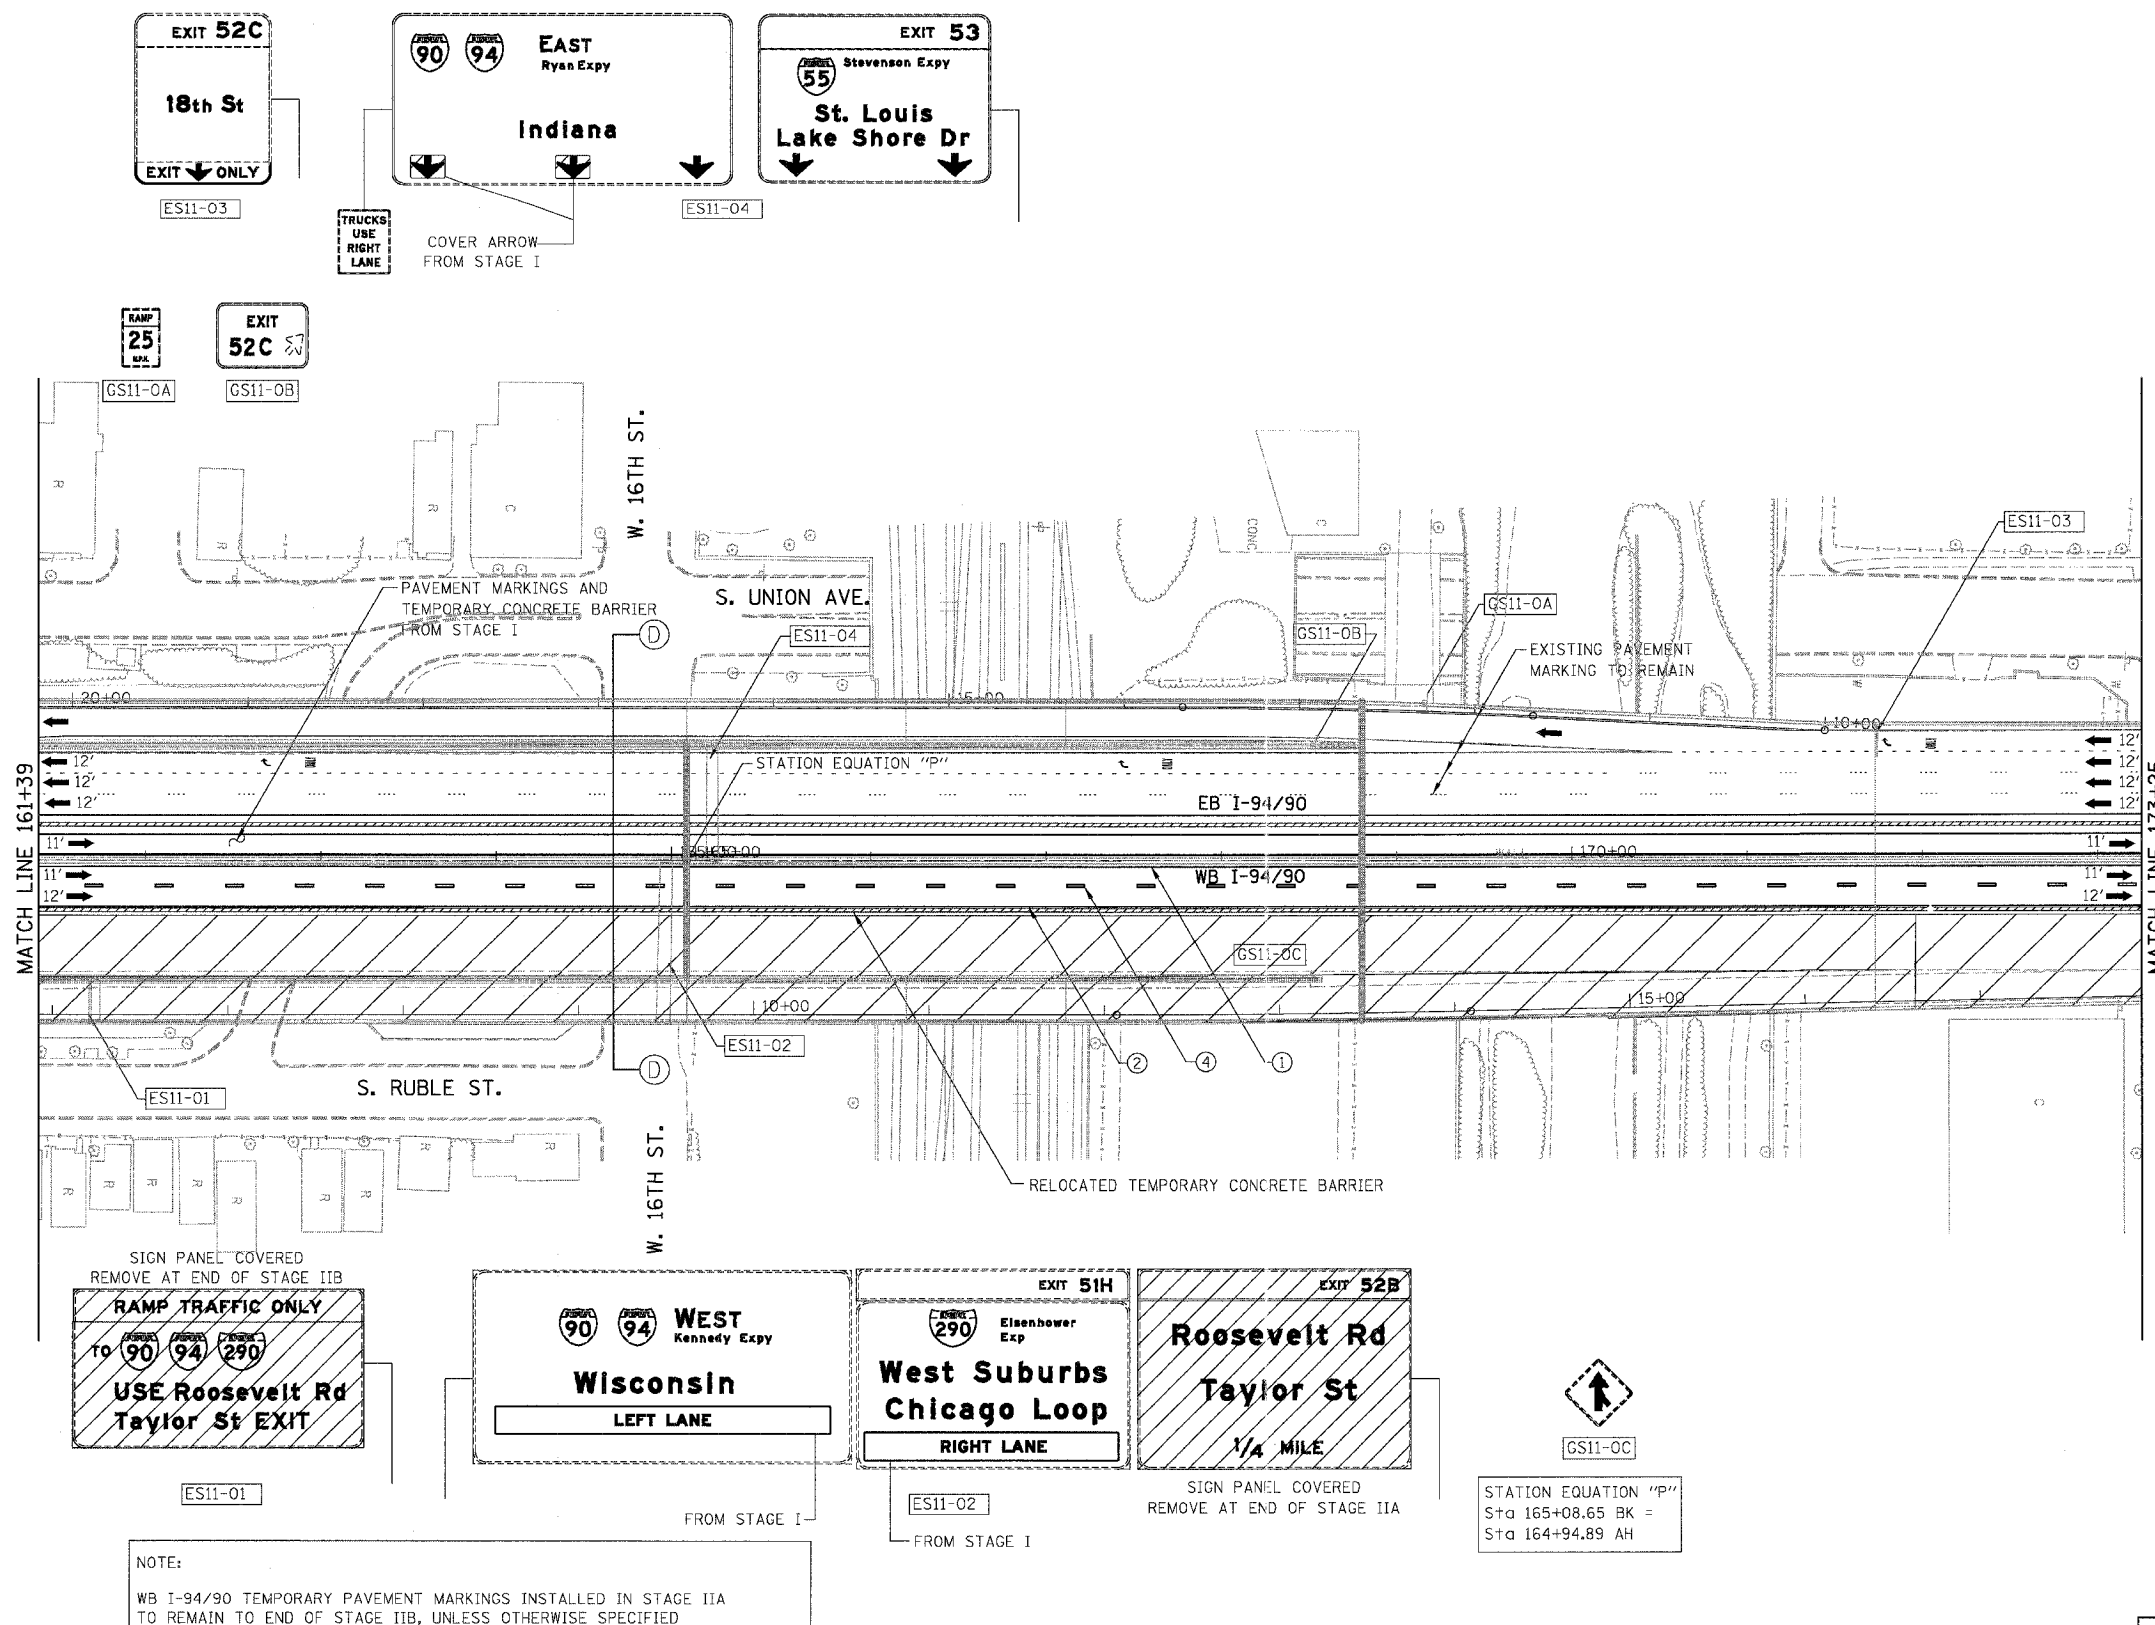 EXIT 52C
18th St
EXIT ONLY
ES11-03
90 94 EAST
Ryan Expy
Indiana
ES11-04
TRUCKS
USE
RIGHT
LANE
COVER ARROW
FROM STAGE I
EXIT 53
55 Stevenson Expy
St. Louis
Lake Shore Dr
RAMP
25
M.P.H.
GS11-0A
EXIT
52C
GS11-0B
W. 16TH ST.
R
R
R
C
CONC
C
ES11-03
PAVEMENT MARKINGS AND
TEMPORARY CONCRETE BARRIER
FROM STAGE I
S. UNION AVE.
D
ES11-04
GS11-0A
GS11-0B
EXISTING PAVEMENT
MARKING TO REMAIN
20+00
15+00
10+00
STATION EQUATION "P"
12'
12'
12'
12'
12'
12'
12'
EB I-94/90
MATCH LINE 161+39
11'
11'
170+00
11'
12'
WB I-94/90
11'
12'
GS11-0C
10+00
15+00
ES11-02
D
2
4
1
S. RUBLE ST.
ES11-01
C
W. 16TH ST.
R
R
R
R
R
R
R
R
R
RELOCATED TEMPORARY CONCRETE BARRIER
SIGN PANEL COVERED
REMOVE AT END OF STAGE IIB
RAMP TRAFFIC ONLY
TO 90 94 290
USE Roosevelt Rd
Taylor St EXIT
ES11-01
90 94 WEST
Kennedy Expy
Wisconsin
LEFT LANE
FROM STAGE I
EXIT 51H
290 Eisenhower
Exp
West Suburbs
Chicago Loop
RIGHT LANE
ES11-02
FROM STAGE I
EXIT 52B
Roosevelt Rd
Taylor St
1/4 MILE
SIGN PANEL COVERED
REMOVE AT END OF STAGE IIA
GS11-0C
STATION EQUATION "P"
Sta 165+08.65 BK =
Sta 164+94.89 AH
NOTE:
WB I-94/90 TEMPORARY PAVEMENT MARKINGS INSTALLED IN STAGE IIA
TO REMAIN TO END OF STAGE IIB, UNLESS OTHERWISE SPECIFIED